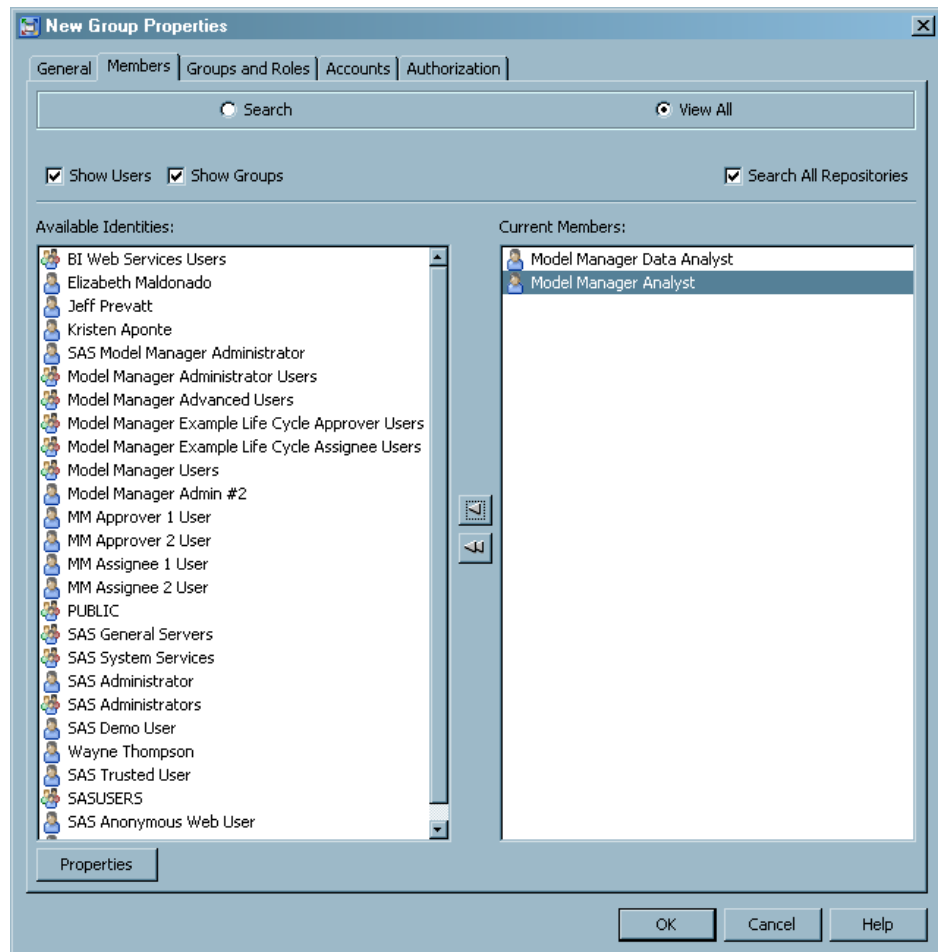 New Group Properties
General Members Groups and Roles Accounts Authorization
Search View All
Show Users Show Groups Search All Repositories
Available Identities: Current Members:
BI Web Services Users
Elizabeth Maldonado
Jeff Prevatt
Kristen Aponte
SAS Model Manager Administrator
Model Manager Administrator Users
Model Manager Advanced Users
Model Manager Example Life Cycle Approver Users
Model Manager Example Life Cycle Assignee Users
Model Manager Users
Model Manager Admin #2
MM Approver 1 User
MM Approver 2 User
MM Assignee 1 User
MM Assignee 2 User
PUBLIC
SAS General Servers
SAS System Services
SAS Administrator
SAS Administrators
SAS Demo User
Wayne Thompson
SAS Trusted User
SASUSERS
SAS Anonymous Web User
Model Manager Data Analyst
Model Manager Analyst
Properties
OK Cancel Help